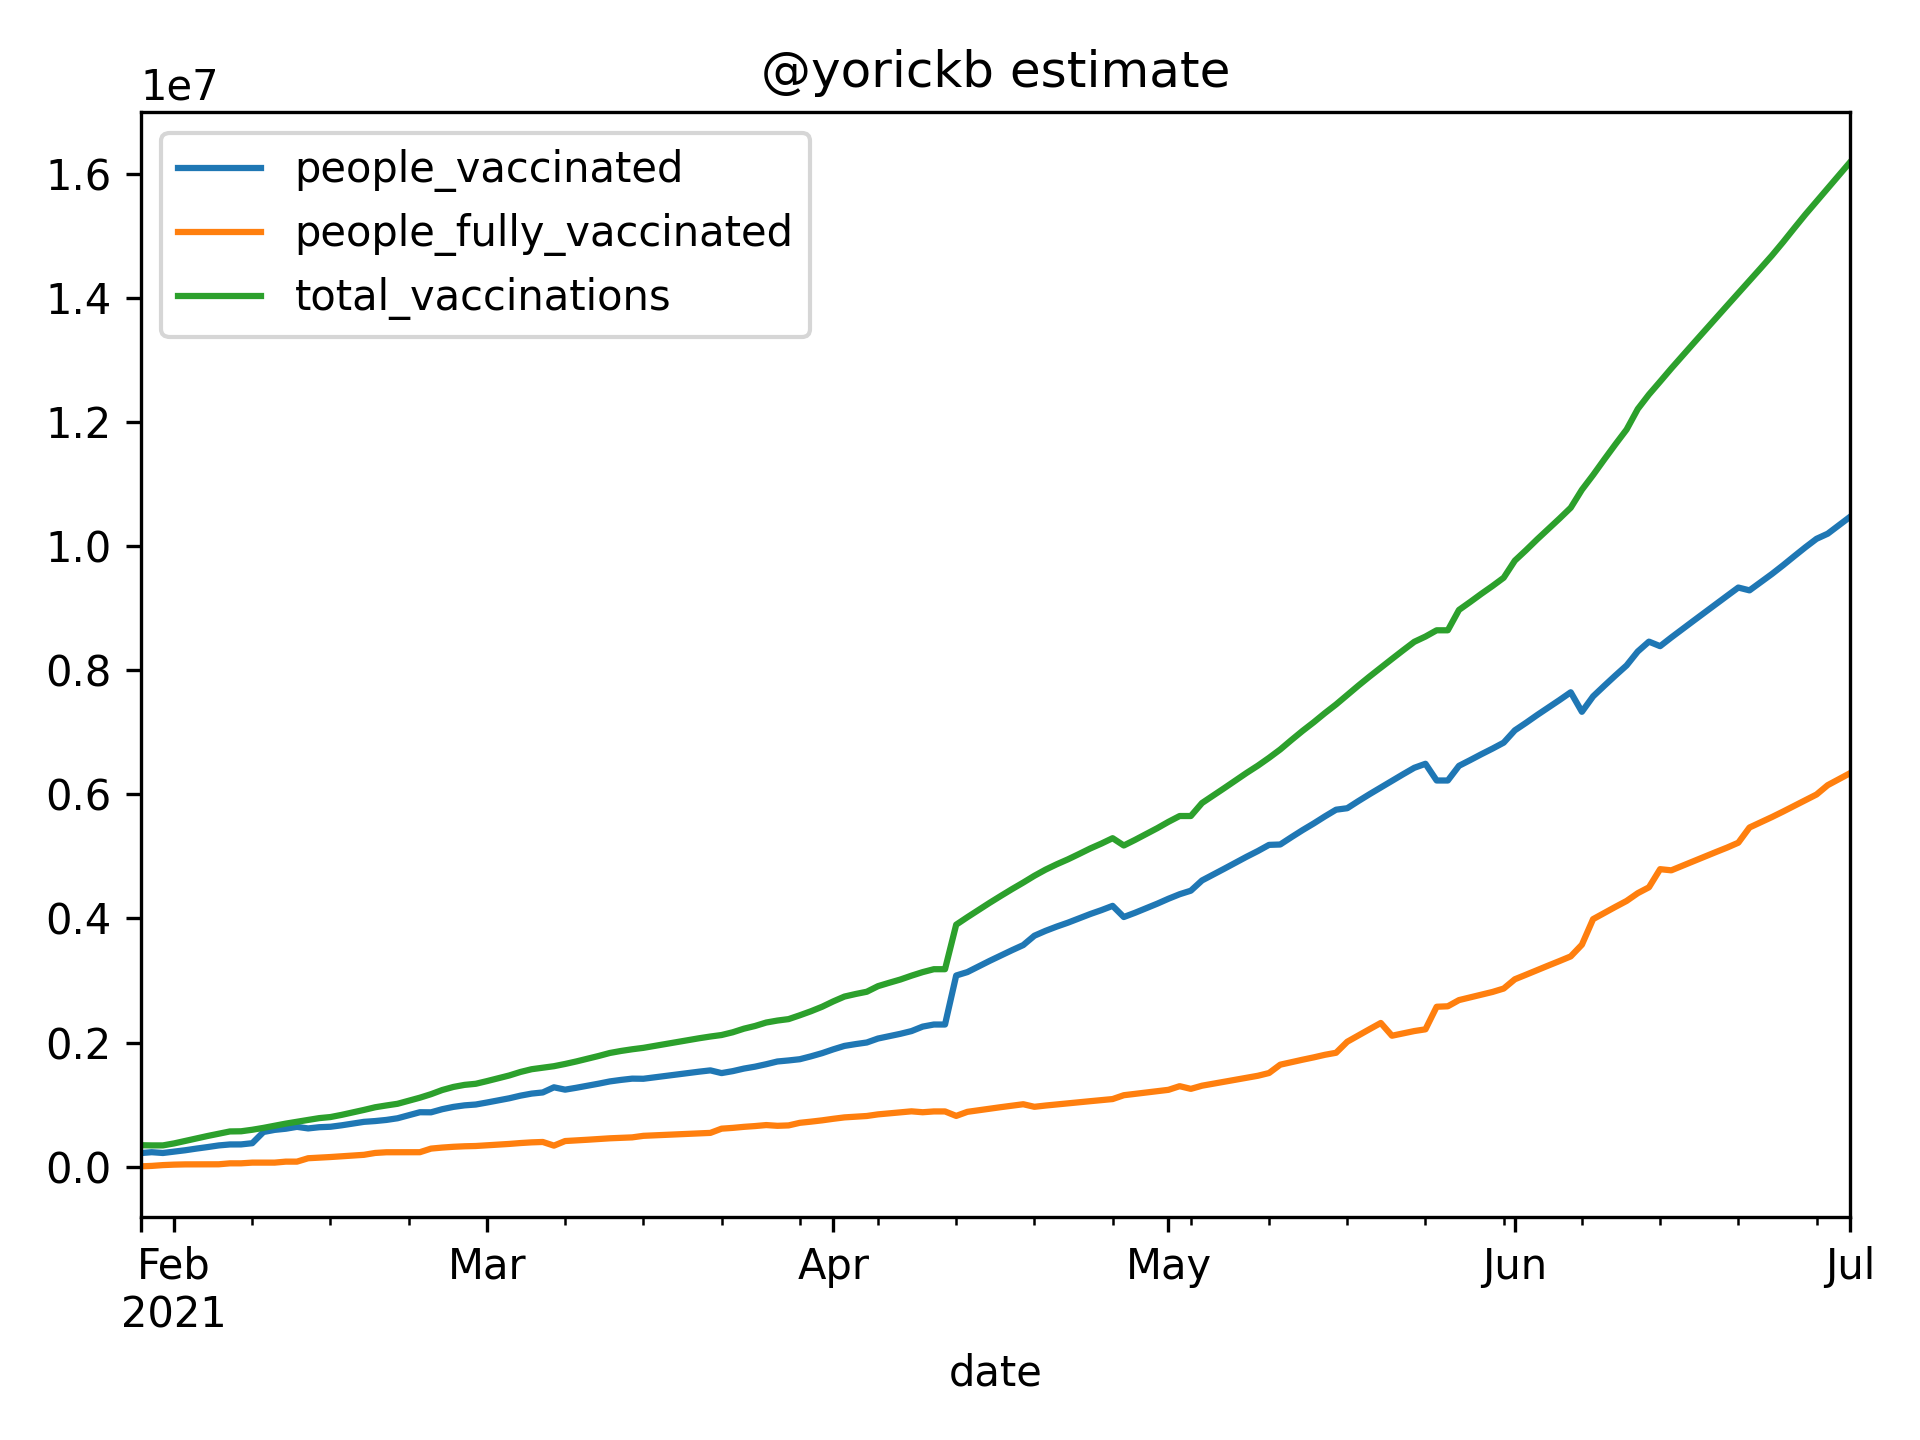 @yorickb estimate
1e7
people_vaccinated
people_fully_vaccinated
total_vaccinations
1.6
1.4
1.2
1.0
0.8
0.6
0.4
0.2
0.0
Feb Mar Apr May Jun Jul
2021
date